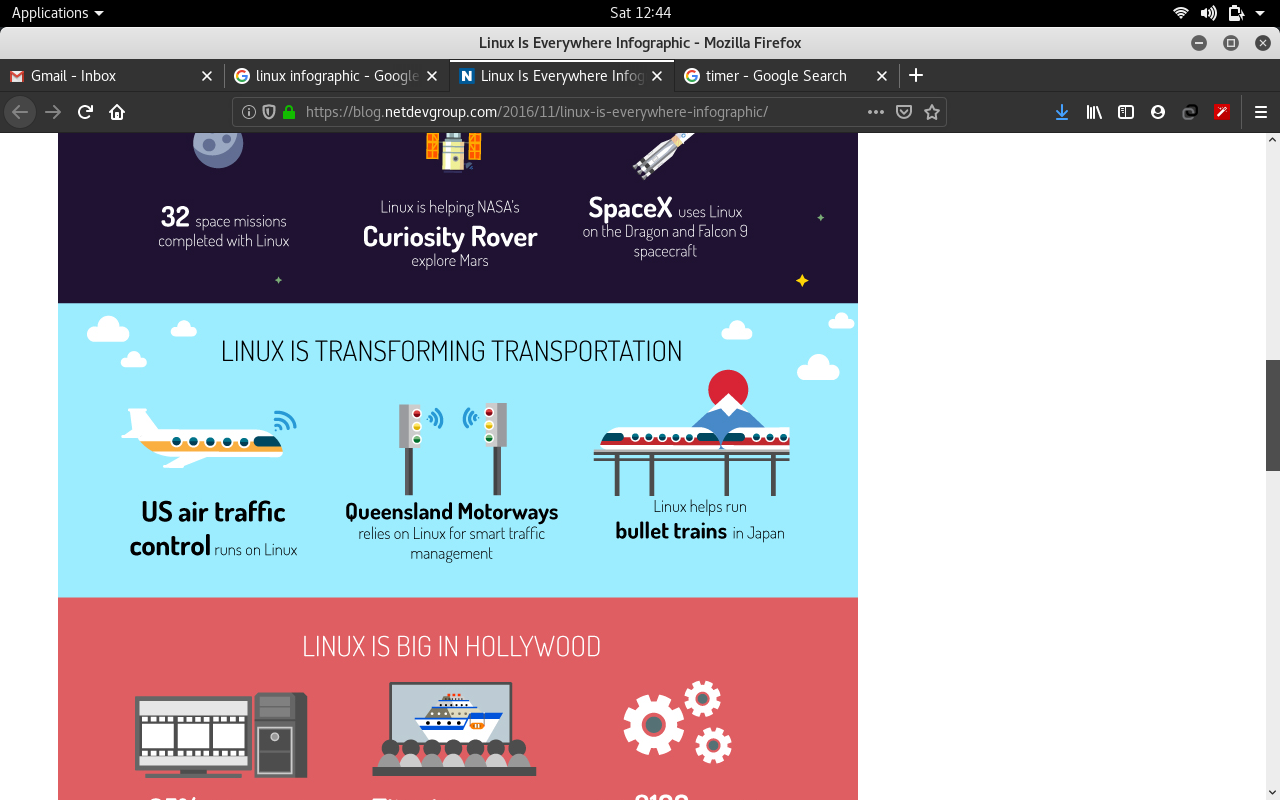 Applications
Sat 12:44
Linux Is Everywhere Infographic - Mozilla Firefox
Gmail - Inbox
linux infographic - Google
Linux Is Everywhere Infog
timer - Google Search
https://blog.netdevgroup.com/2016/11/linux-is-everywhere-infographic/
32 space missions
completed with Linux
Linux is helping NASA's
Curiosity Rover
explore Mars
SpaceX uses Linux
on the Dragon and Falcon 9
spacecraft
LINUX IS TRANSFORMING TRANSPORTATION
US air traffic
control runs on Linux
Queensland Motorways
relies on Linux for smart traffic
management
Linux helps run
bullet trains in Japan
LINUX IS BIG IN HOLLYWOOD